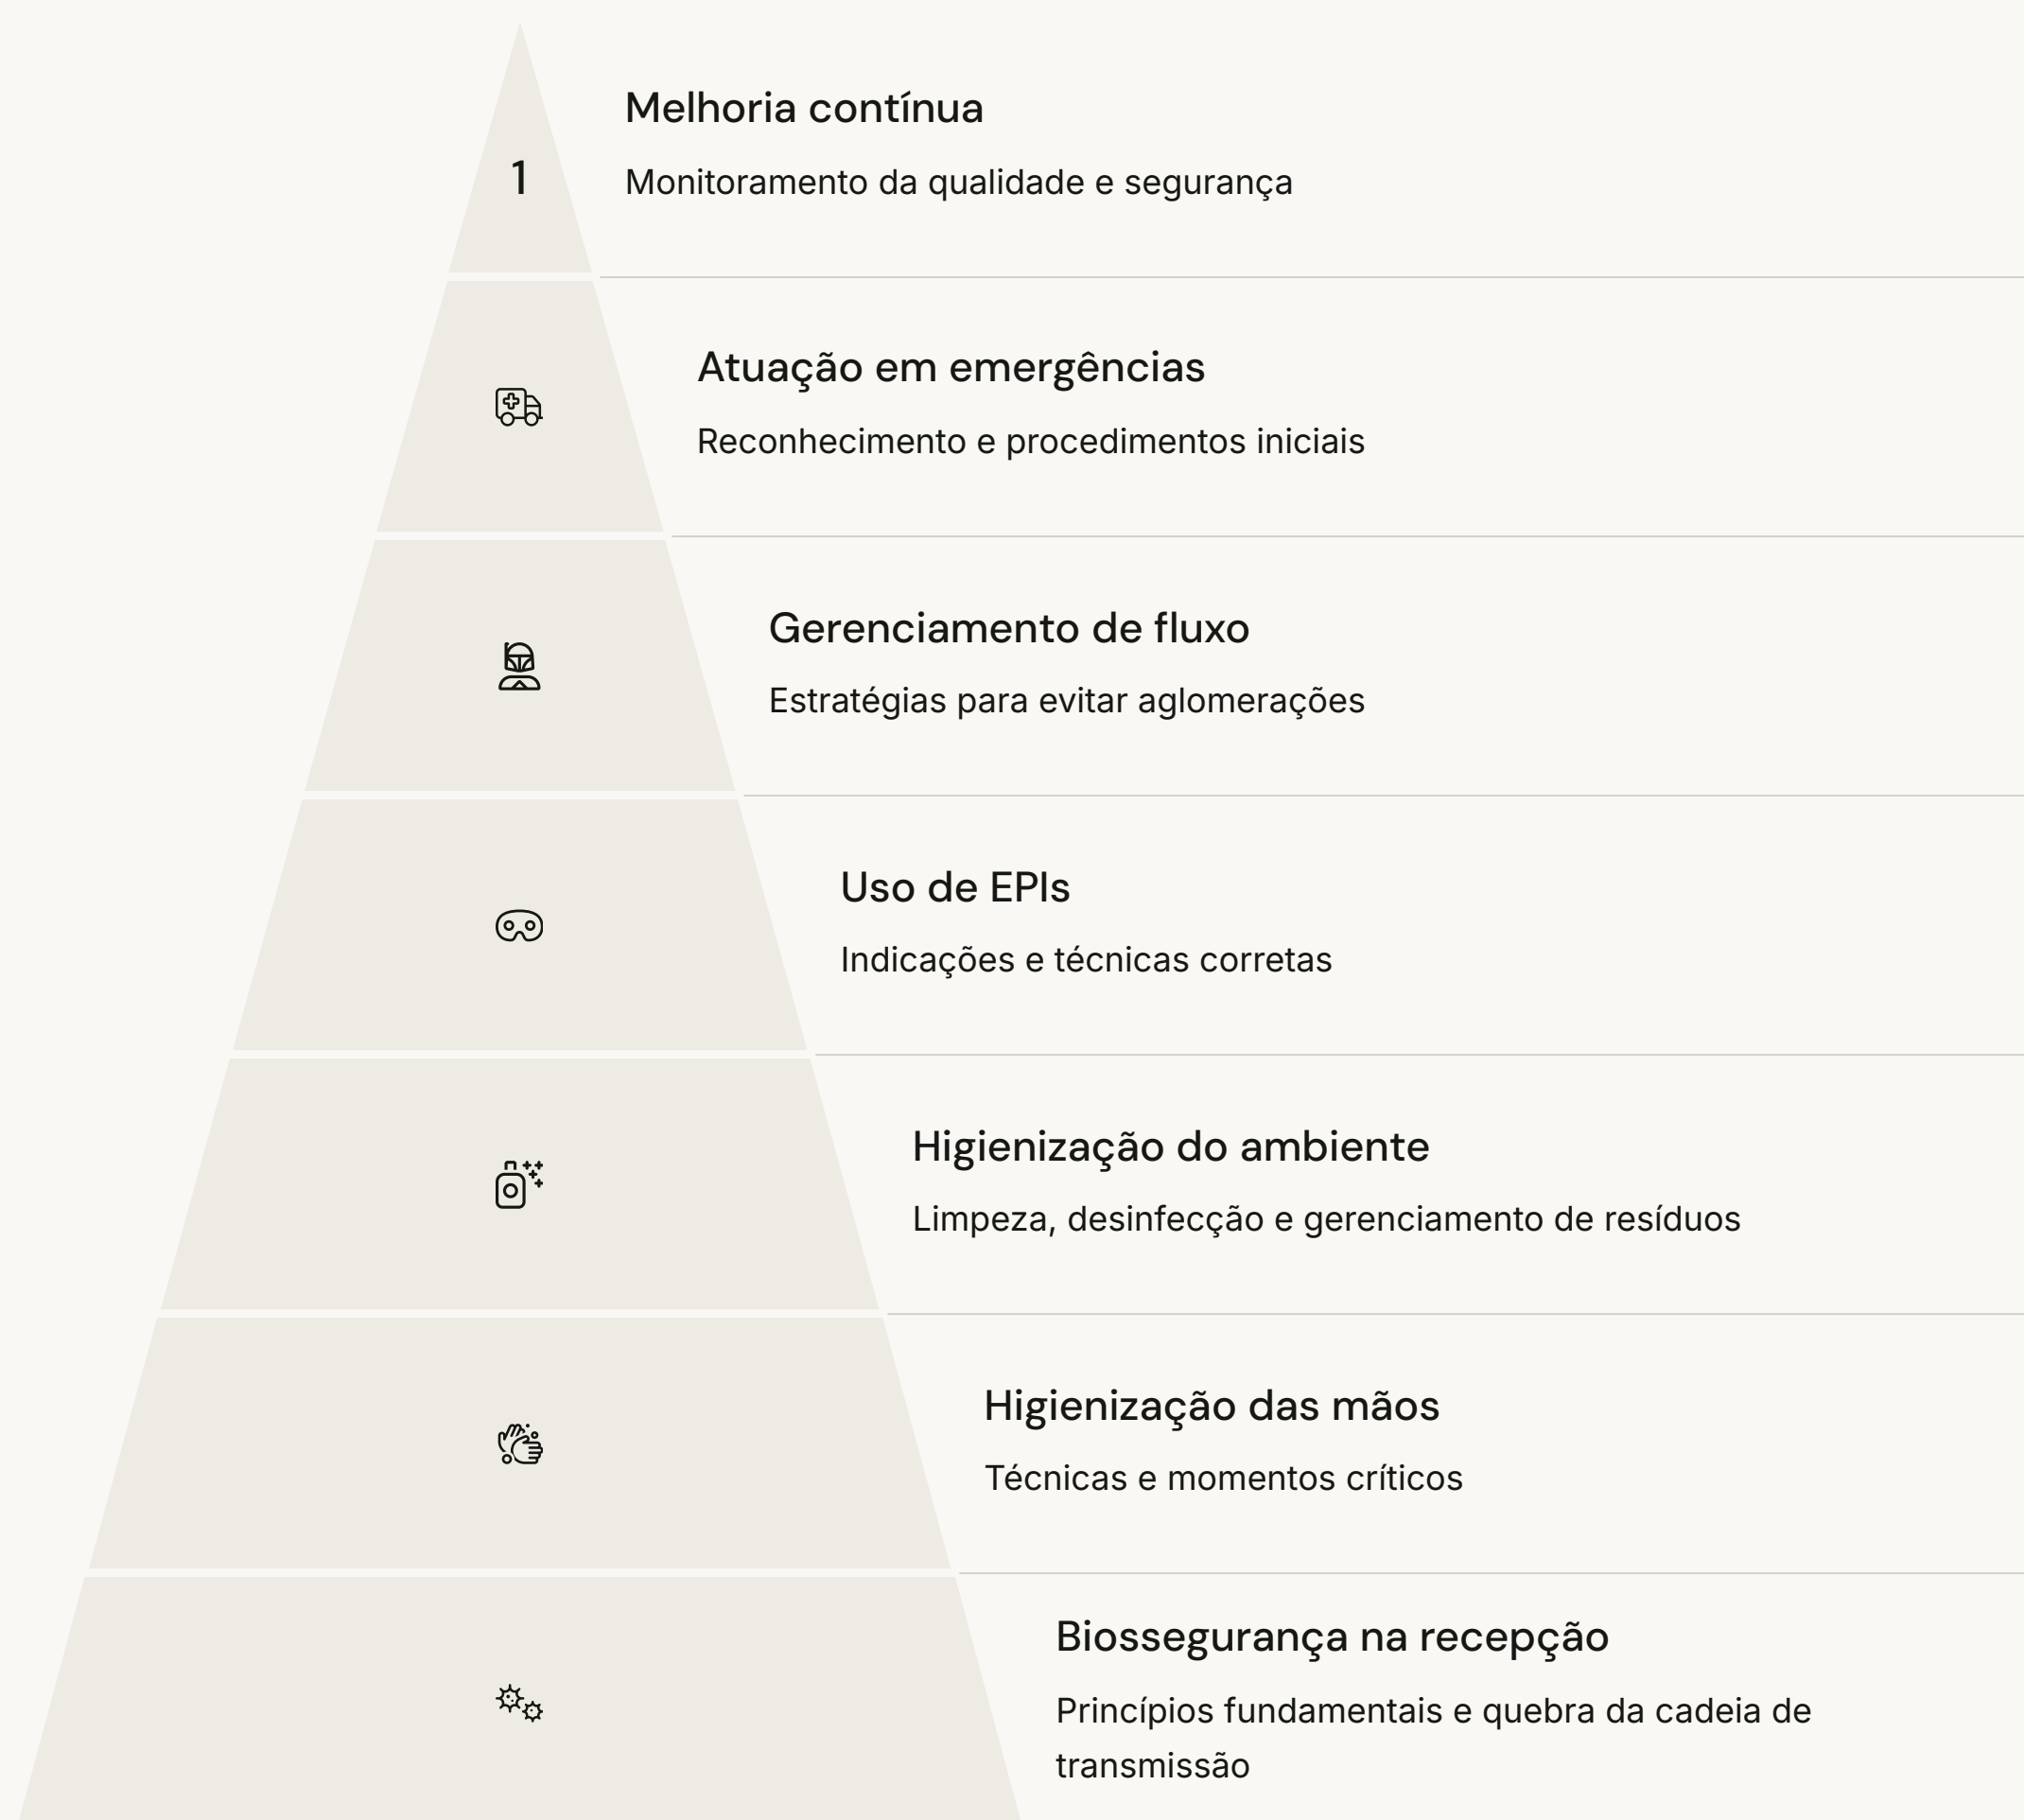 Melhoria contínua
1
Monitoramento da qualidade e segurança
Atuação em emergências
Reconhecimento e procedimentos iniciais
Gerenciamento de fluxo
Estratégias para evitar aglomerações
Uso de EPIs
Indicações e técnicas corretas
Higienização do ambiente
Limpeza, desinfecção e gerenciamento de resíduos
Higienização das mãos
Técnicas e momentos críticos
Biossegurança na recepção
Princípios fundamentais e quebra da cadeia de
transmissão